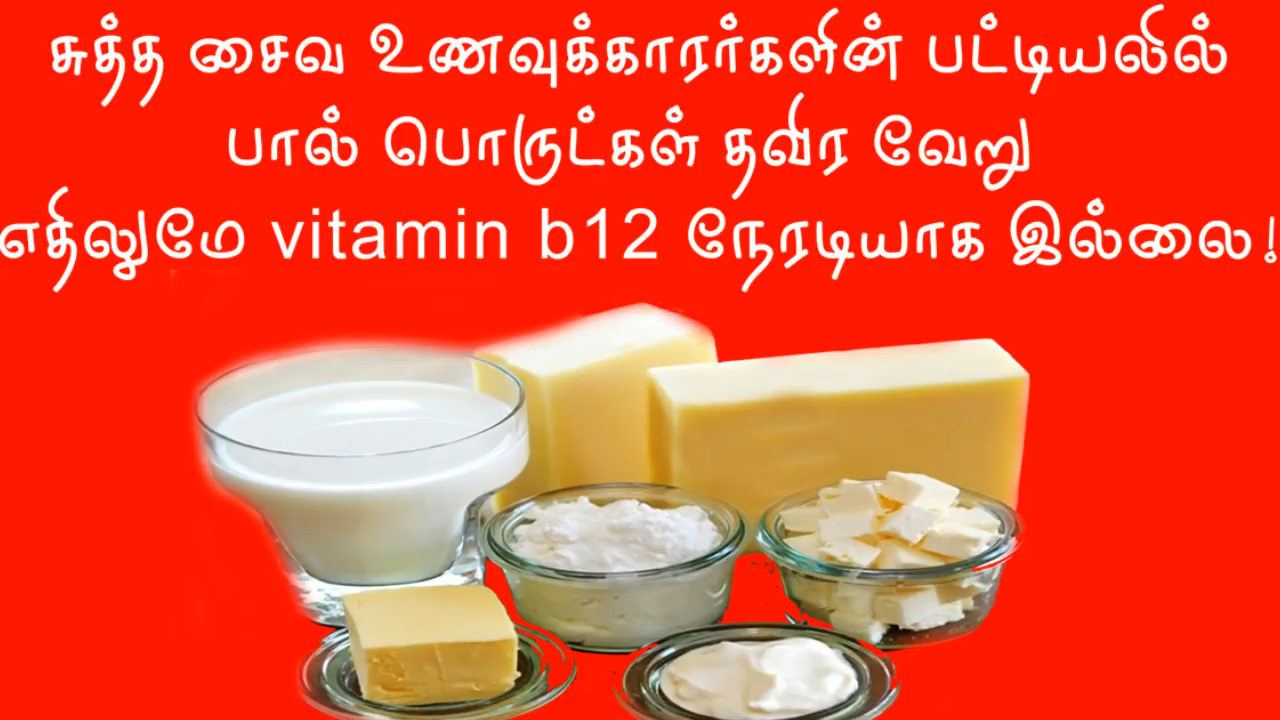 சுத்த சைவ உணவுக்காரர்களின் பட்டியலில்
பால் பொருட்கள் தவிர வேறு
எதிலுமே vitamin b12 நேரடியாக இல்லை!